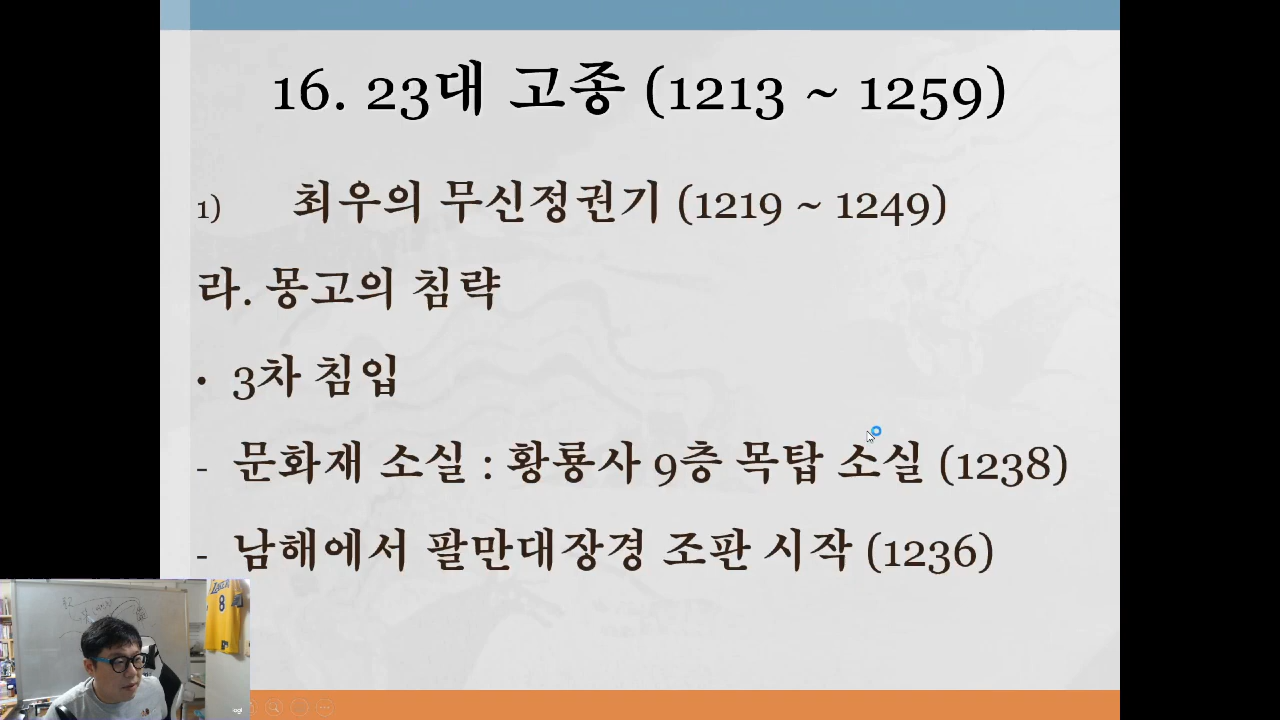 16. 23대 고종 (1213 ~ 1259)
1) 최우의 무신정권기 (1219 ~ 1249)
라. 몽고의 침략
• 3차 침입
- 문화재 소실 : 황룡사 9층 목탑 소실 (1238)
- 남해에서 팔만대장경 조판 시작 (1236)
LAKERS
8
logi